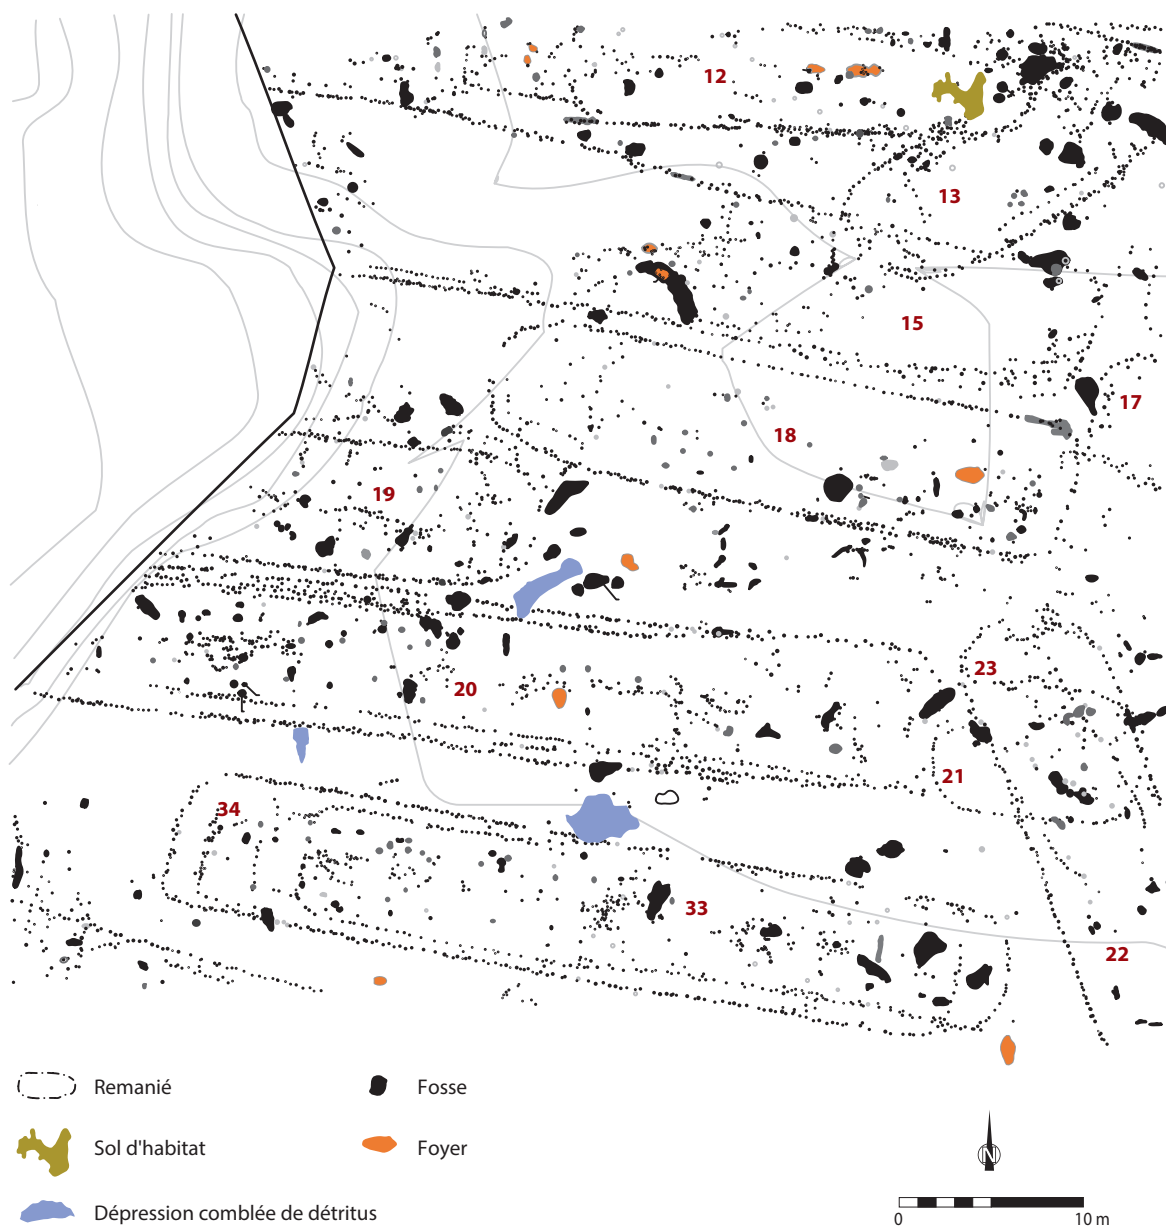 12
13
15
17
18
19
23
20
21
34
33
22
Remanié
Fosse
Sol d'habitat
Foyer
N
Dépression comblée de détritus
0 10 m